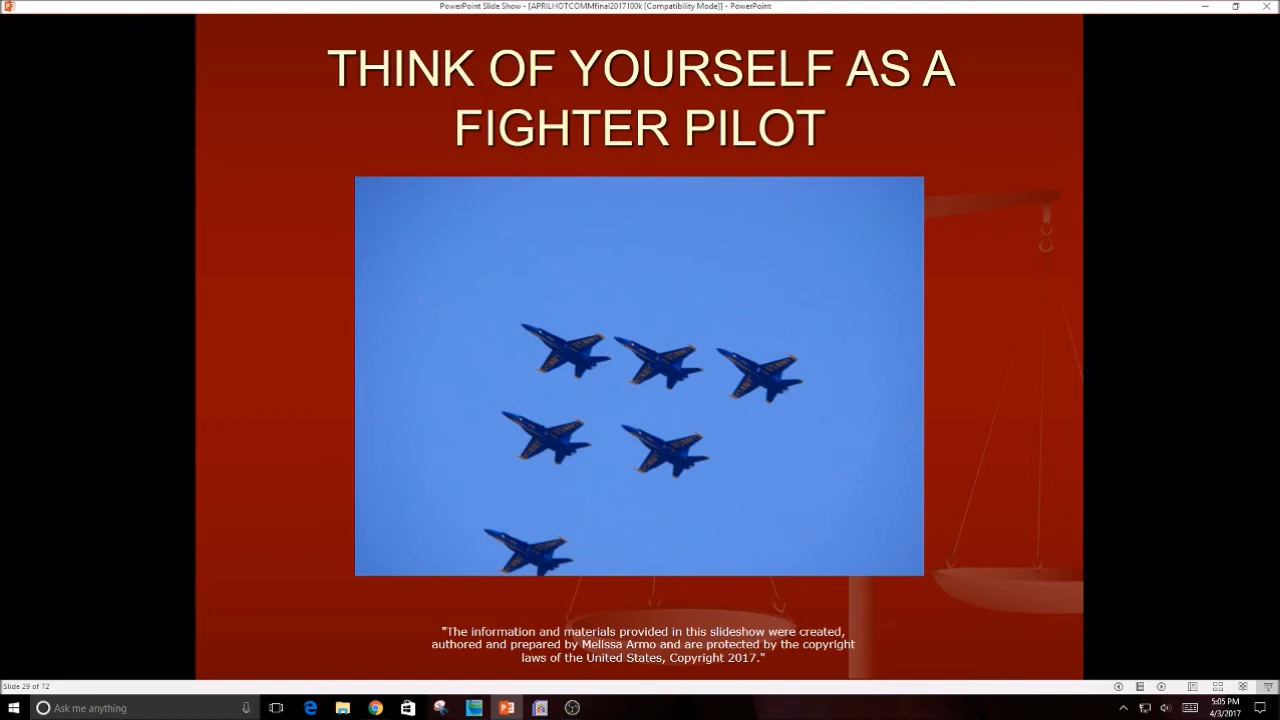 PowerPoint Slide Show - [APRILHOTCOMMfinal2017100k [Compatibility Mode]] - PowerPoint
THINK OF YOURSELF AS A
FIGHTER PILOT
"The information and materials provided in this slideshow were created,
authored and prepared by Melissa Armo and are protected by the copyright
laws of the United States, Copyright 2017."
Slide 29 of 72
Ask me anything
5:05 PM
4/3/2017